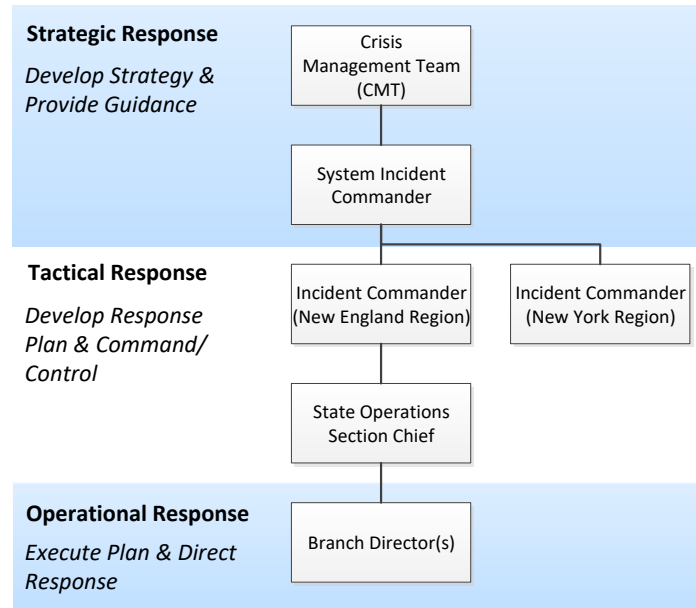 Strategic Response
Develop Strategy &
Provide Guidance
Crisis
Management Team
(CMT)
System Incident
Commander
Tactical Response
Develop Response
Plan & Command/
Control
Incident Commander
(New England Region)
Incident Commander
(New York Region)
State Operations
Section Chief
Operational Response
Execute Plan & Direct
Response
Branch Director(s)